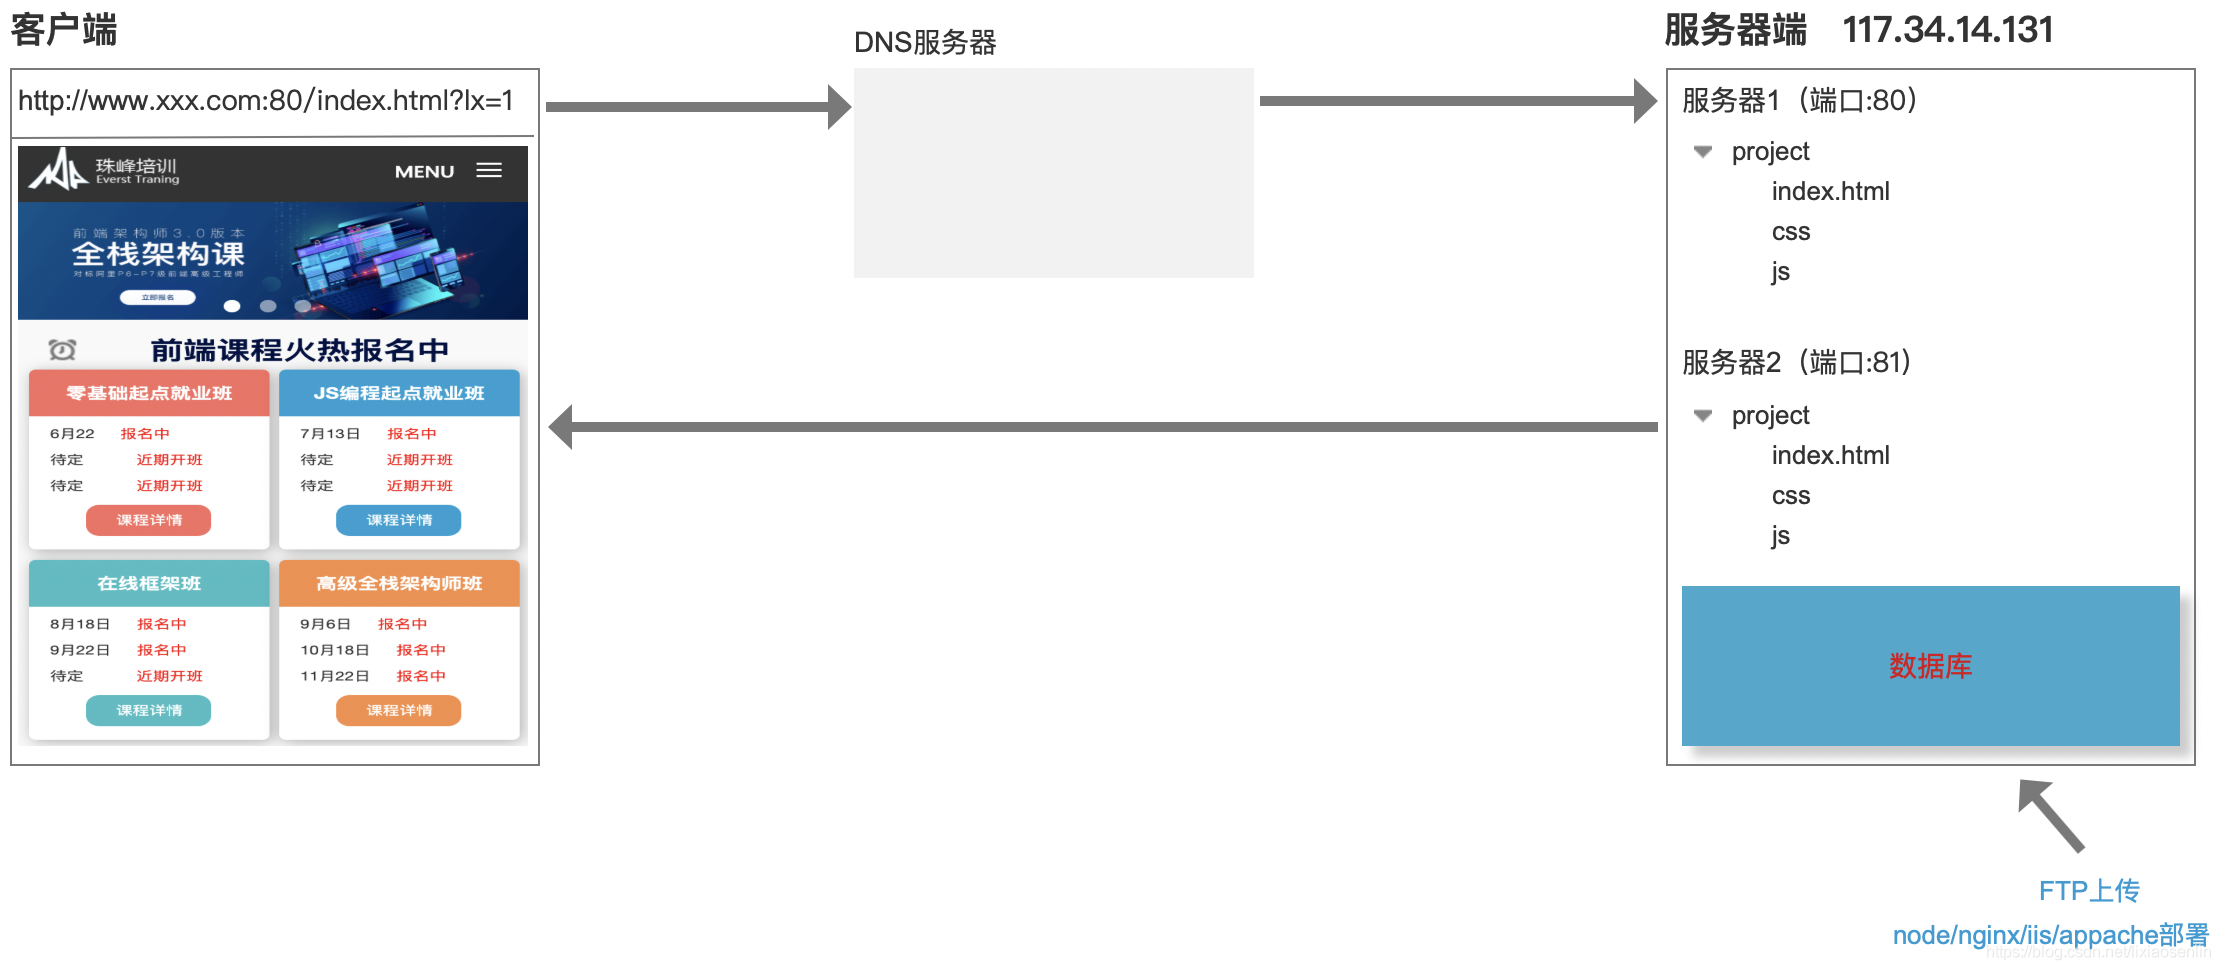 客户端
http://www.xxx.com:80/index.html?lx=1
珠峰培训
Everst Traning
MENU
前端架构师3.0版本
全栈架构课
对标阿里P6-P7级前端高级工程师
立即报名
前端课程火热报名中
零基础起点就业班
6月22 报名中
待定 近期开班
待定 近期开班
课程详情
JS编程起点就业班
7月13日 报名中
待定 近期开班
待定 近期开班
课程详情
在线框架班
8月18日 报名中
9月22日 报名中
待定 近期开班
课程详情
高级全栈架构师班
9月6日 报名中
10月18日 报名中
11月22日 报名中
课程详情
DNS服务器
服务器端 117.34.14.131
服务器1（端口:80）
project
index.html
css
js
服务器2（端口:81）
project
index.html
css
js
数据库
FTP上传
node/nginx/iis/appache部署
https://blog.csdn.net/lixiaosenlin